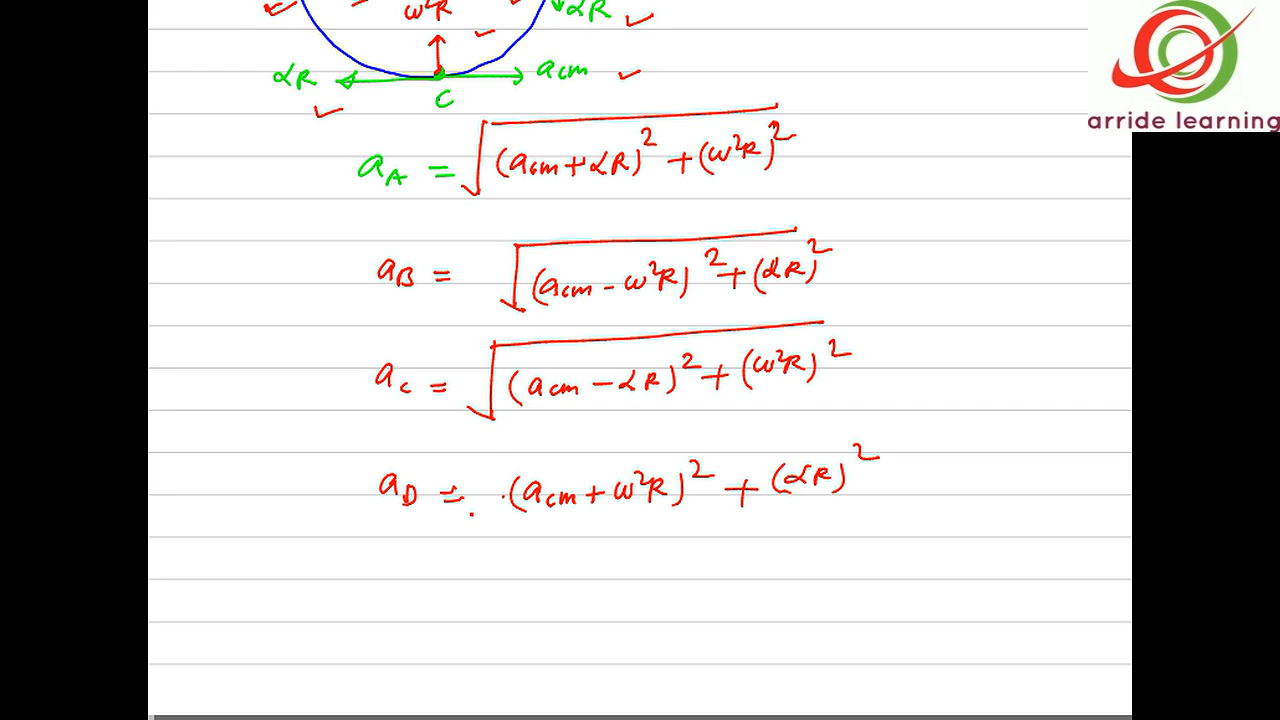 ω²R αR
αR acm
C
arride learning
aA = √(acm + αR)² + (ω²R)²
aB = √(acm - ω²R)² + (αR)²
aC = √(acm - αR)² + (ω²R)²
aD = (acm + ω²R)² + (αR)²